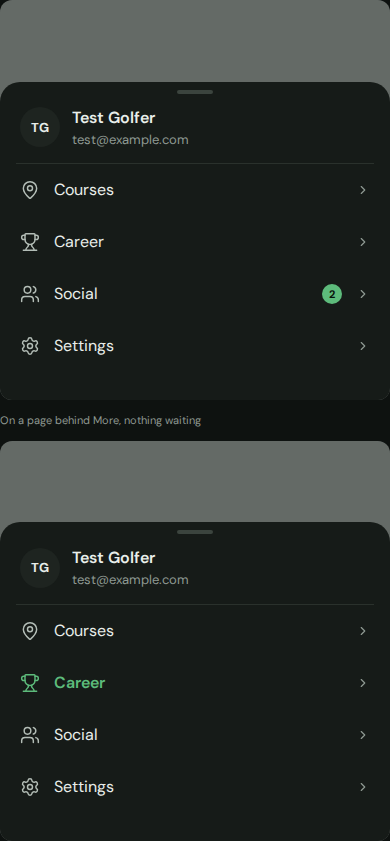 TG
Test Golfer
test@example.com
Courses
Career
Social
2
Settings
On a page behind More, nothing waiting
TG
Test Golfer
test@example.com
Courses
Career
Social
Settings